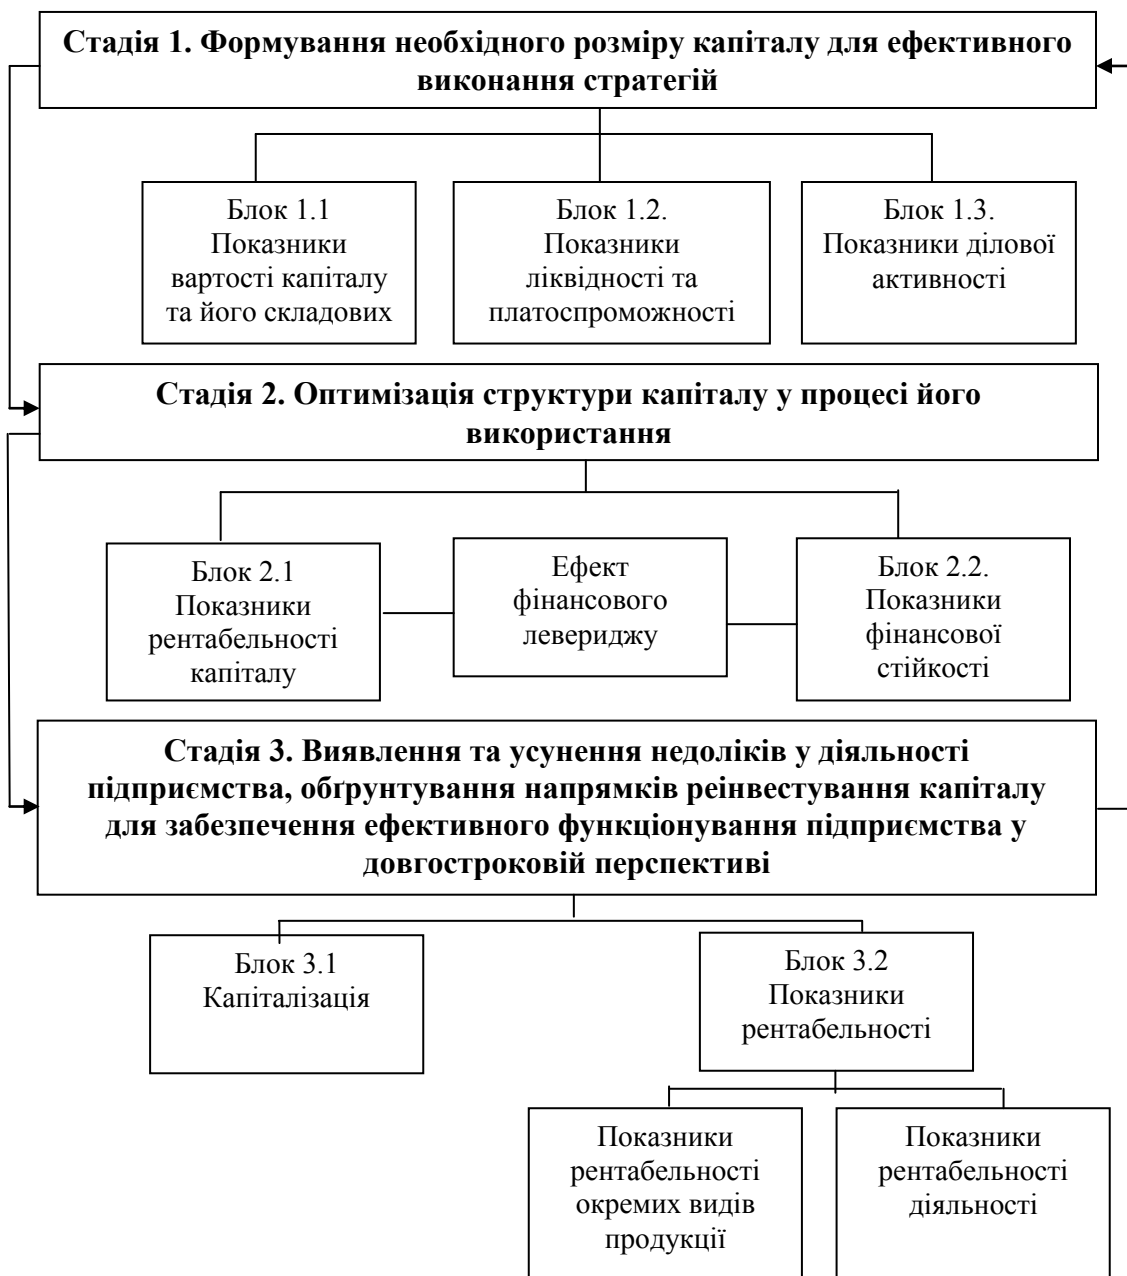 Стадія 1. Формування необхідного розміру капіталу для ефективного
виконання стратегій
Блок 1.1
Показники
вартості капіталу
та його складових
Блок 1.2.
Показники
ліквідності та
платоспроможності
Блок 1.3.
Показники ділової
активності
Стадія 2. Оптимізація структури капіталу у процесі його
використання
Блок 2.1
Показники
рентабельності
капіталу
Ефект
фінансового
левериджу
Блок 2.2.
Показники
фінансової
стійкості
Стадія 3. Виявлення та усунення недоліків у діяльності
підприємства, обґрунтування напрямків реінвестування капіталу
для забезпечення ефективного функціонування підприємства у
довгостроковій перспективі
Блок 3.1
Капіталізація
Блок 3.2
Показники
рентабельності
Показники
рентабельності
окремих видів
продукції
Показники
рентабельності
діяльності